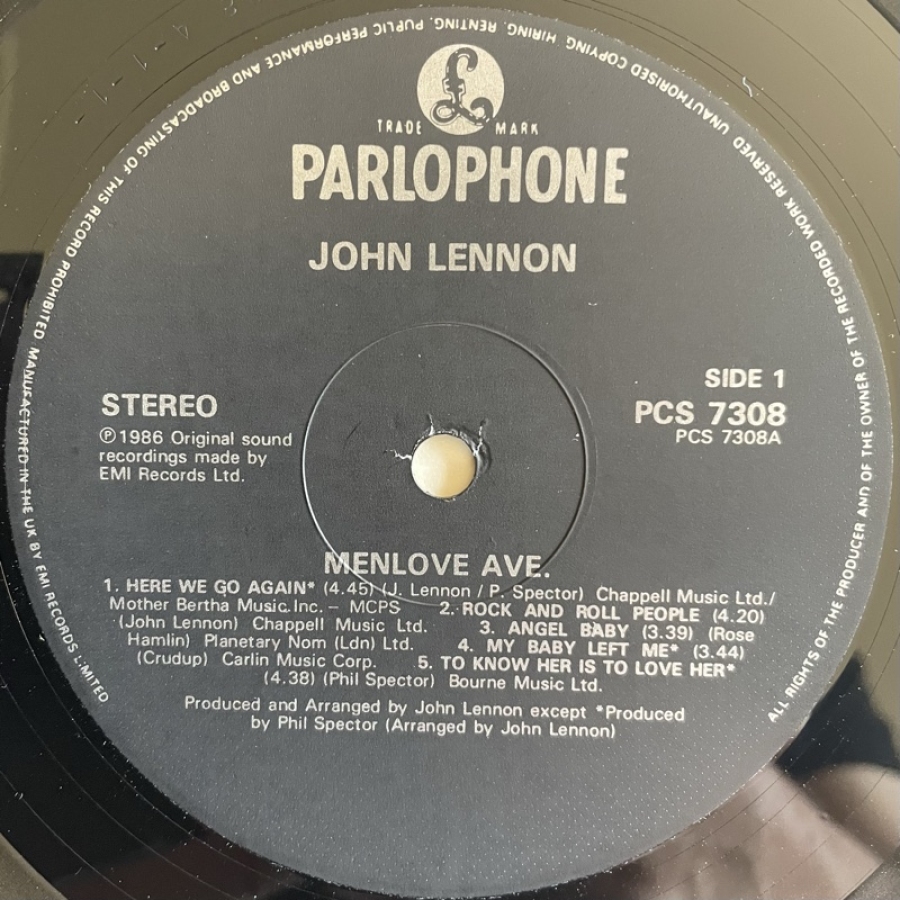 £
TRADE MARK
PARLOPHONE
JOHN LENNON
STEREO
℗1986 Original sound
recordings made by
EMI Records Ltd.
SIDE 1
PCS 7308
PCS 7308A
MENLOVE AVE.
1. HERE WE GO AGAIN* (4.45) (J. Lennon / P. Spector) Chappell Music Ltd./
Mother Bertha Music.Inc. – MCPS 2. ROCK AND ROLL PEOPLE (4.20)
(John Lennon) Chappell Music Ltd. 3. ANGEL BABY (3.39) (Rose
Hamlin) Planetary Nom (Ldn) Ltd. 4. MY BABY LEFT ME* (3.44)
(Crudup) Carlin Music Corp. 5. TO KNOW HER IS TO LOVE HER*
(4.38) (Phil Spector) Bourne Music Ltd.
Produced and Arranged by John Lennon except *Produced
by Phil Spector (Arranged by John Lennon)
ALL RIGHTS OF THE PRODUCER AND OF THE OWNER OF THE RECORDED WORK RESERVED UNAUTHORISED COPYING, HIRING, RENTING, PUBLIC PERFORMANCE AND BROADCASTING OF THIS RECORD PROHIBITED MANUFACTURED IN THE UK BY EMI RECORDS LIMITED